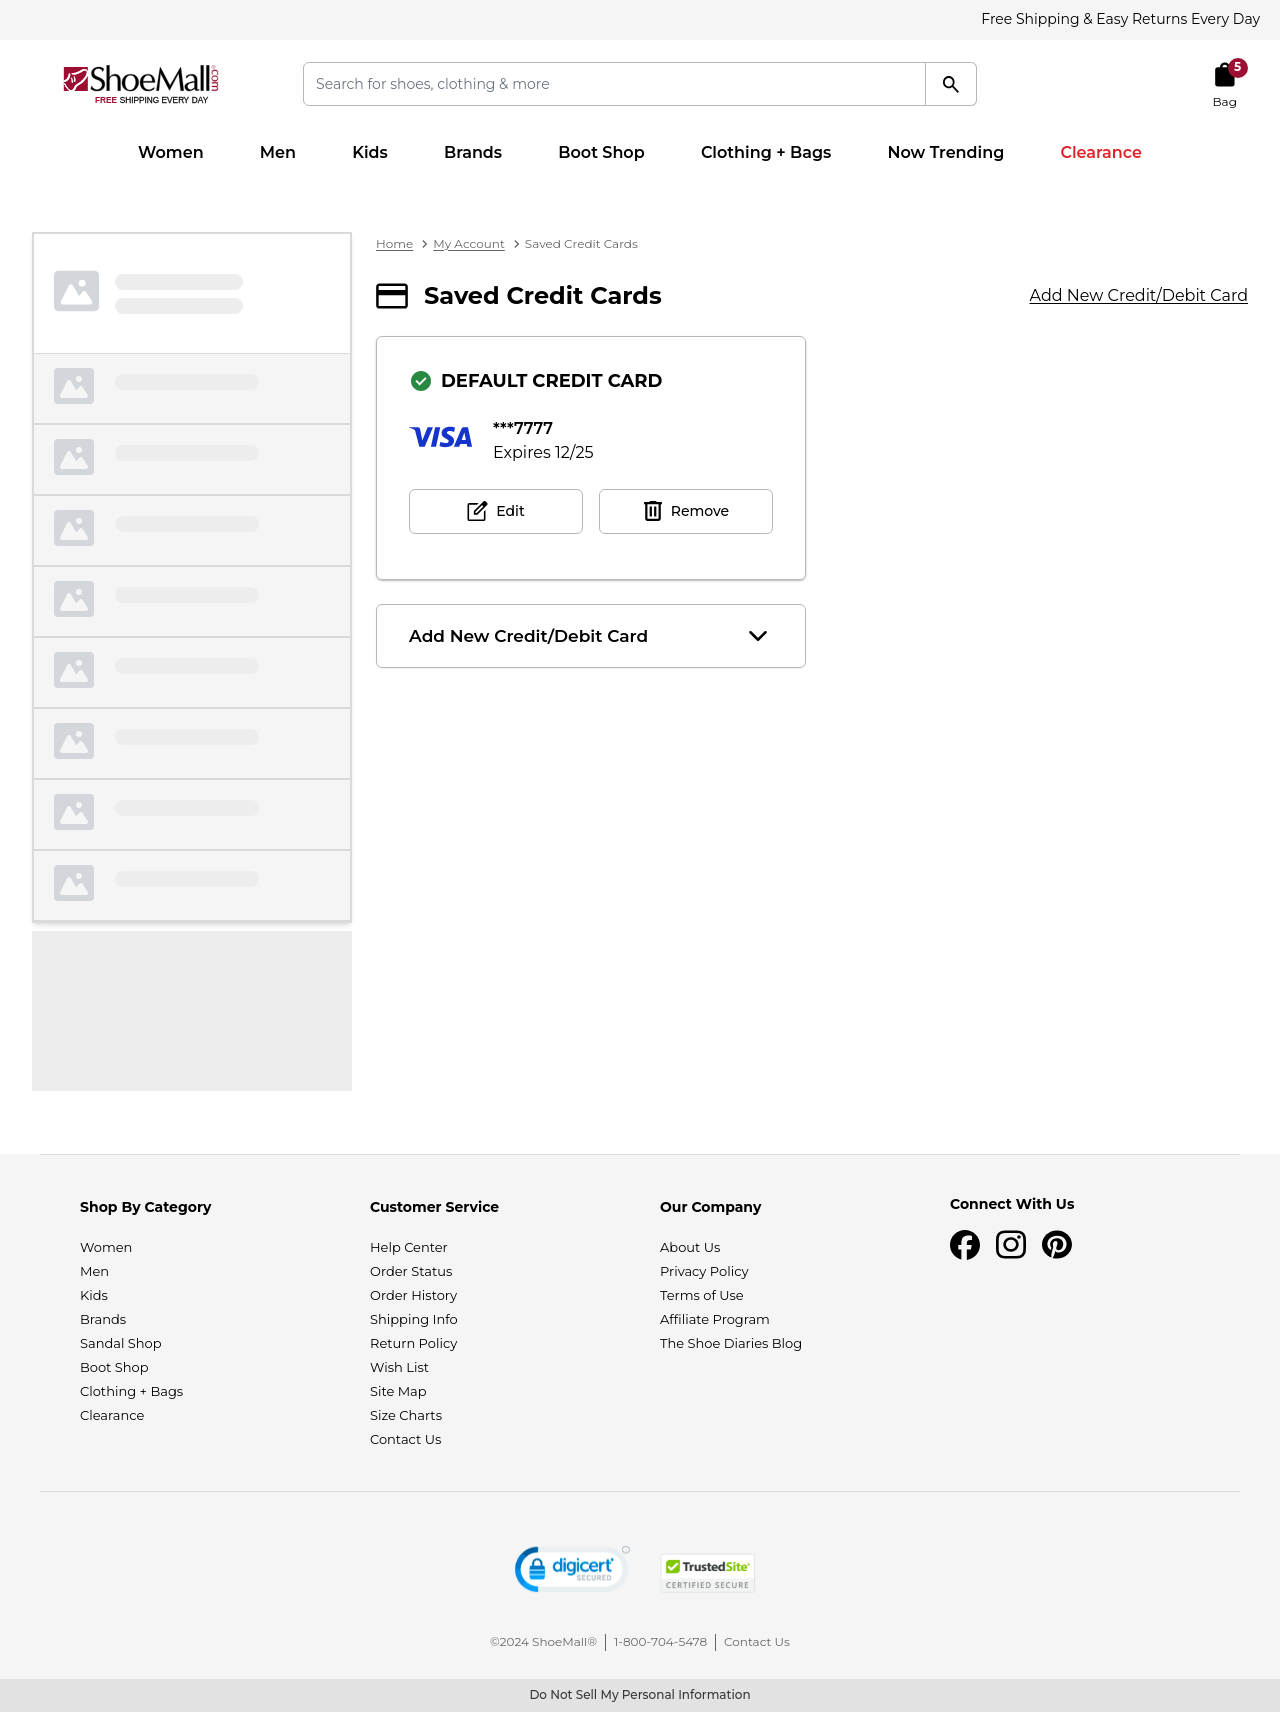 Free Shipping & Easy Returns Every Day
ShoeMall.com
FREE SHIPPING EVERY DAY
Search for shoes, clothing & more
5
Bag
Women
Men
Kids
Brands
Boot Shop
Clothing + Bags
Now Trending
Clearance
Home
My Account
Saved Credit Cards
Saved Credit Cards
Add New Credit/Debit Card
DEFAULT CREDIT CARD
VISA
***7777
Expires 12/25
Edit
Remove
Add New Credit/Debit Card
Shop By Category
Women
Men
Kids
Brands
Sandal Shop
Boot Shop
Clothing + Bags
Clearance
Customer Service
Help Center
Order Status
Order History
Shipping Info
Return Policy
Wish List
Site Map
Size Charts
Contact Us
Our Company
About Us
Privacy Policy
Terms of Use
Affiliate Program
The Shoe Diaries Blog
Connect With Us
digicert
SECURED
TrustedSite
CERTIFIED SECURE
©2024 ShoeMall® | 1-800-704-5478 | Contact Us
Do Not Sell My Personal Information